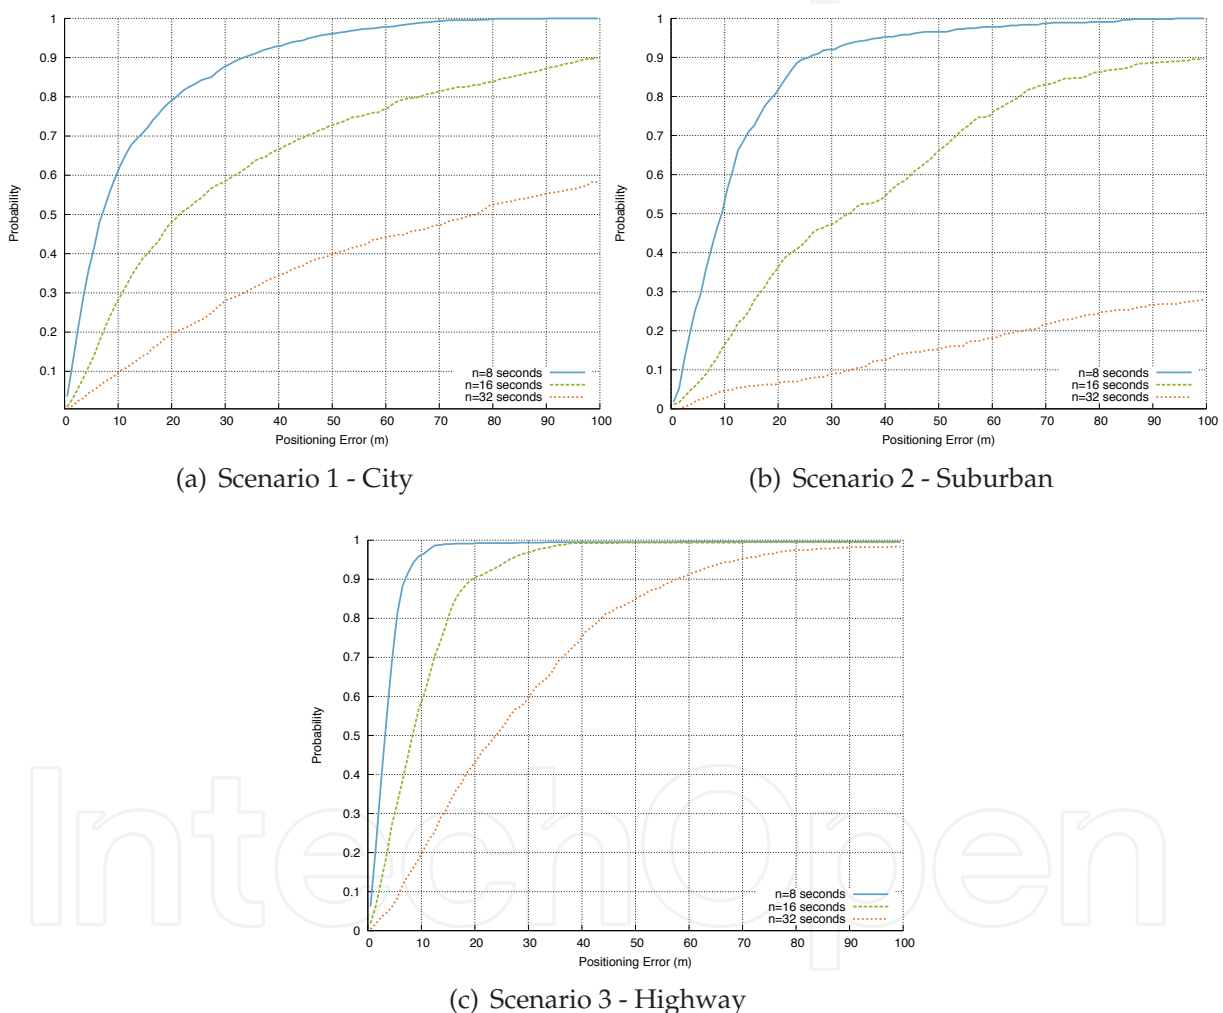 1
0.9
0.8
0.7
0.6
0.5
0.4
0.3
0.2
0.1
Probability
n=8 seconds
n=16 seconds
n=32 seconds
0 10 20 30 40 50 60 70 80 90 100
Positioning Error (m)
(a) Scenario 1 - City
1
0.9
0.8
0.7
0.6
0.5
0.4
0.3
0.2
0.1
0
Probability
n=8 seconds
n=16 seconds
n=32 seconds
0 10 20 30 40 50 60 70 80 90 100
Positioning Error (m)
(b) Scenario 2 - Suburban
1
0.9
0.8
0.7
0.6
0.5
0.4
0.3
0.2
0.1
0
Probability
n=8 seconds
n=16 seconds
n=32 seconds
0 10 20 30 40 50 60 70 80 90 100
Positioning Error (m)
(c) Scenario 3 - Highway
IntechOpen